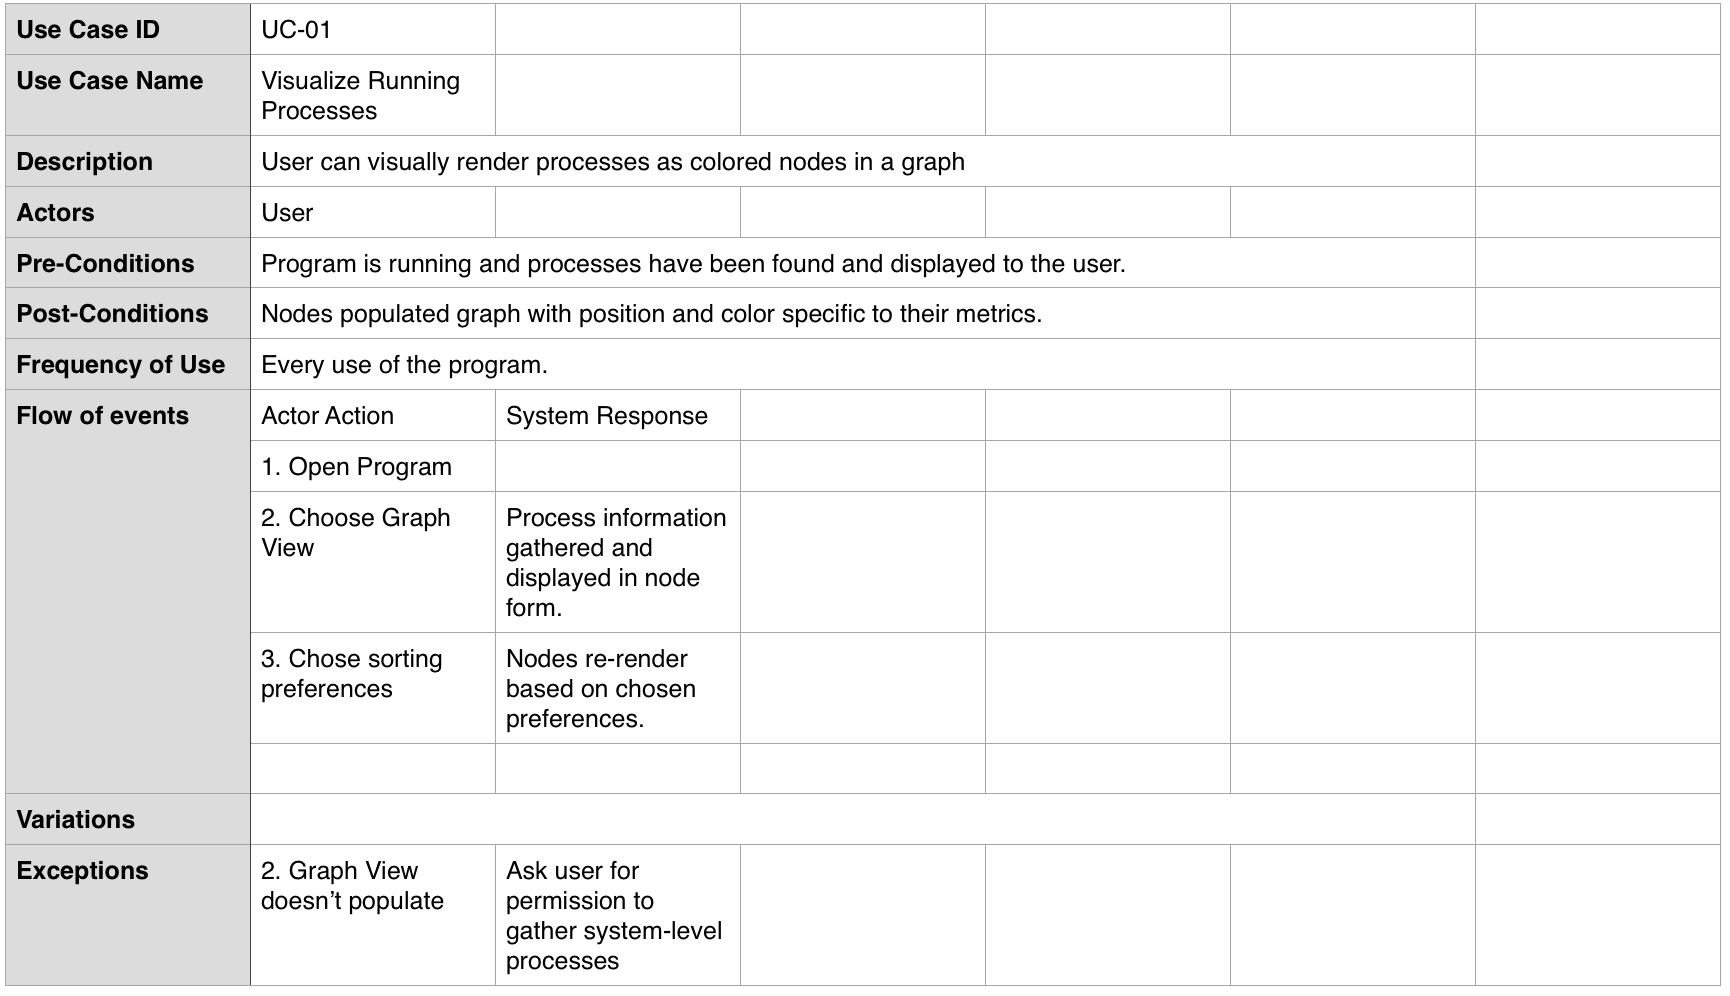 Use Case ID UC-01
Use Case Name Visualize Running
Processes
Description User can visually render processes as colored nodes in a graph
Actors User
Pre-Conditions Program is running and processes have been found and displayed to the user.
Post-Conditions Nodes populated graph with position and color specific to their metrics.
Frequency of Use Every use of the program.
Flow of events Actor Action System Response
1. Open Program
2. Choose Graph
View
Process information
gathered and
displayed in node
form.
3. Chose sorting
preferences
Nodes re-render
based on chosen
preferences.
Variations
Exceptions
2. Graph View
doesn’t populate
Ask user for
permission to
gather system-level
processes